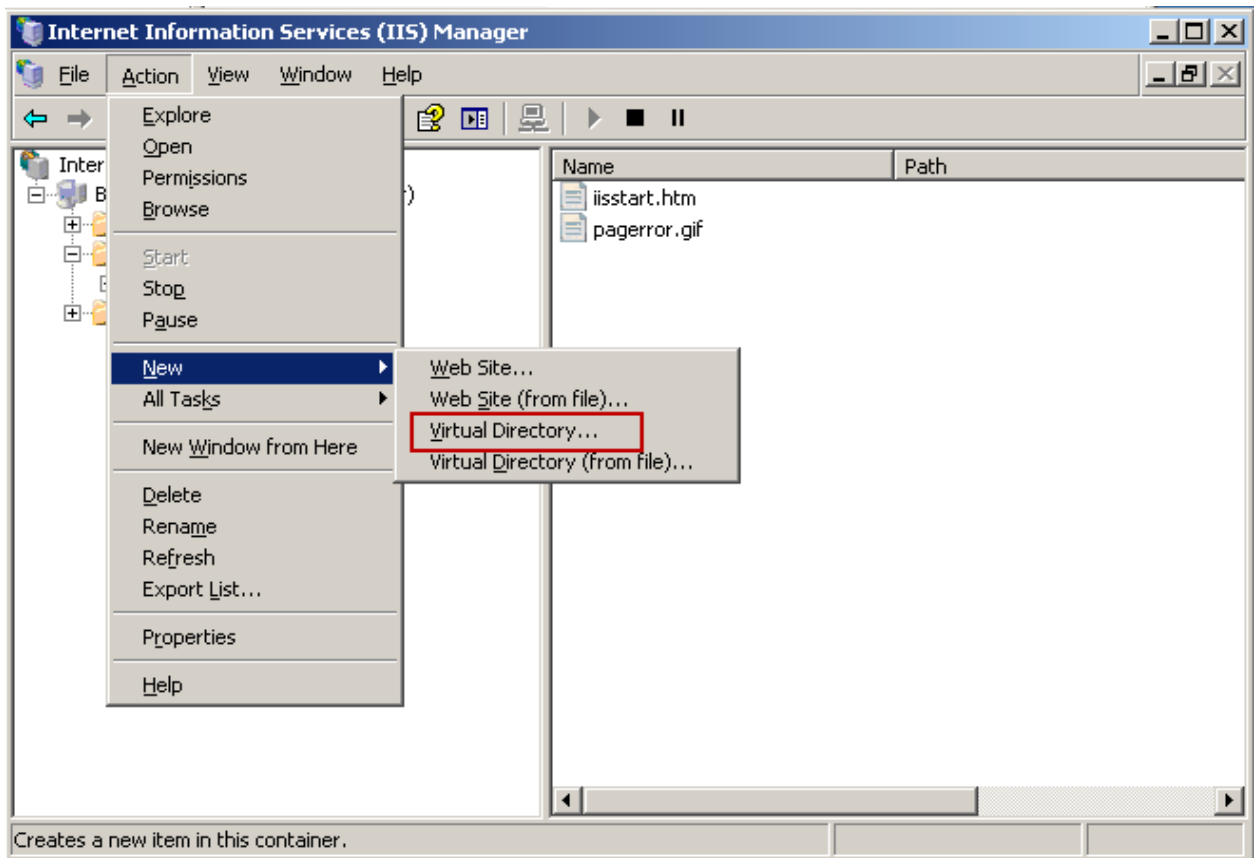 Internet Information Services (IIS) Manager
File Action View Window Help
Explore
Open
Permissions
Browse
Start
Stop
Pause
New
All Tasks
New Window from Here
Delete
Rename
Refresh
Export List...
Properties
Help
Web Site...
Web Site (from file)...
Virtual Directory...
Virtual Directory (from file)...
Inter
B
)
Name Path
iisstart.htm
pagerror.gif
Creates a new item in this container.